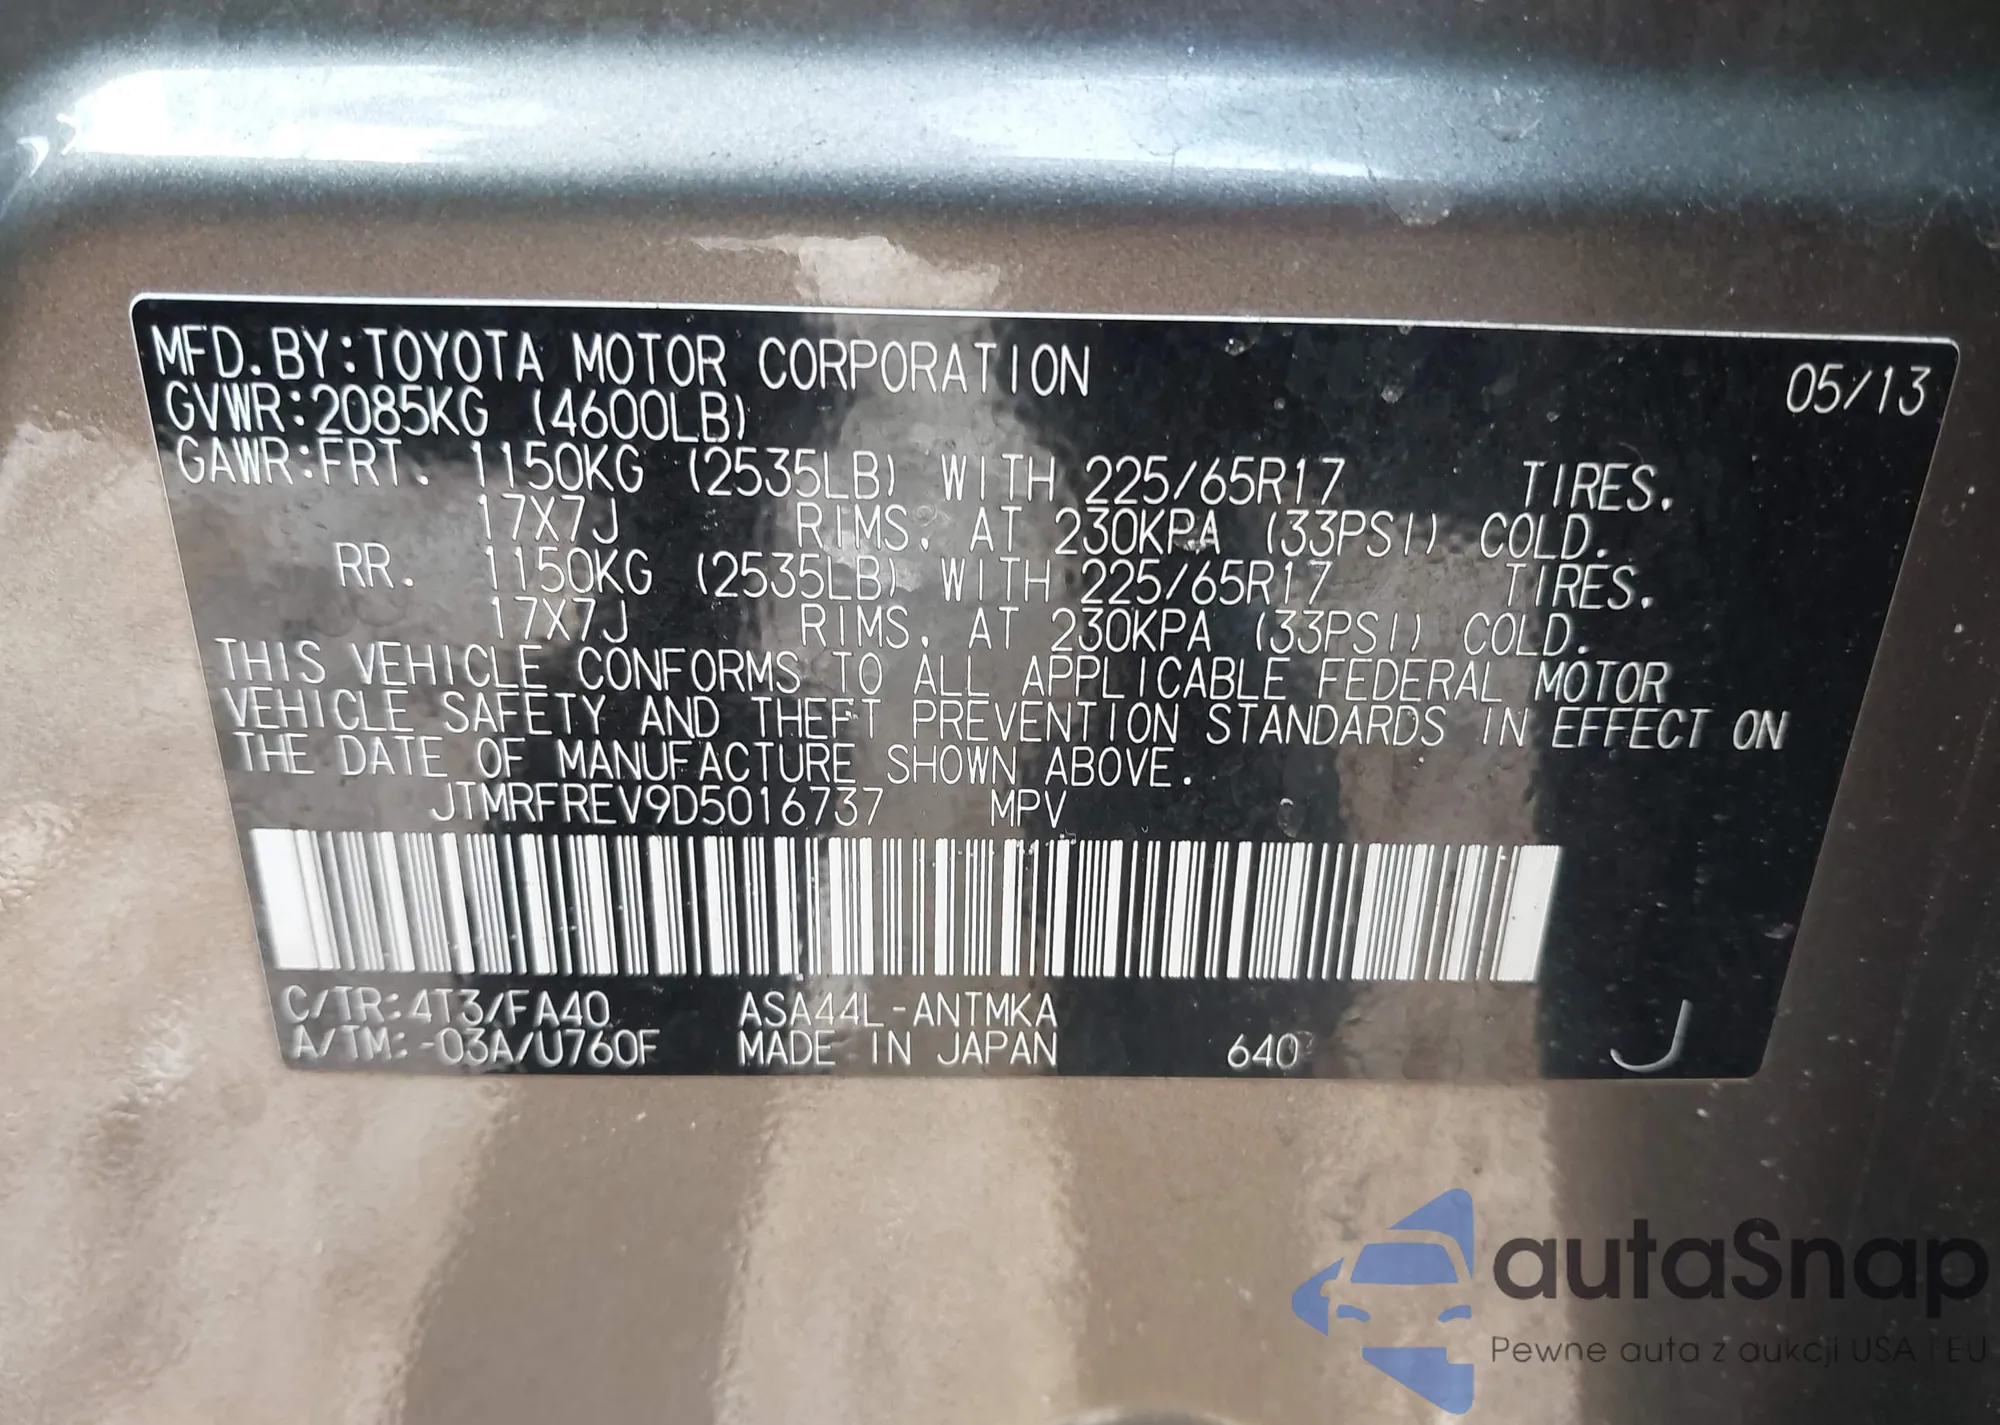 MFD. BY: TOYOTA MOTOR CORPORATION 05/13
GVWR: 2085KG (4600LB)
GAWR: FRT. 1150KG (2535LB) WITH 225/65R17 TIRES.
17X7J RIMS. AT 230KPA (33PSI) COLD.
RR. 1150KG (2535LB) WITH 225/65R17 TIRES.
17X7J RIMS. AT 230KPA (33PSI) COLD.
THIS VEHICLE CONFORMS TO ALL APPLICABLE FEDERAL MOTOR
VEHICLE SAFETY AND THEFT PREVENTION STANDARDS IN EFFECT ON
THE DATE OF MANUFACTURE SHOWN ABOVE.
JTMRFREV9D5016737 MPV
C/TR: 4T3/FA40 ASA44L-ANTMKA
A/TM: -03A/U760F MADE IN JAPAN 640 J
autaSnap
Pewne auta z aukcji USA i EU